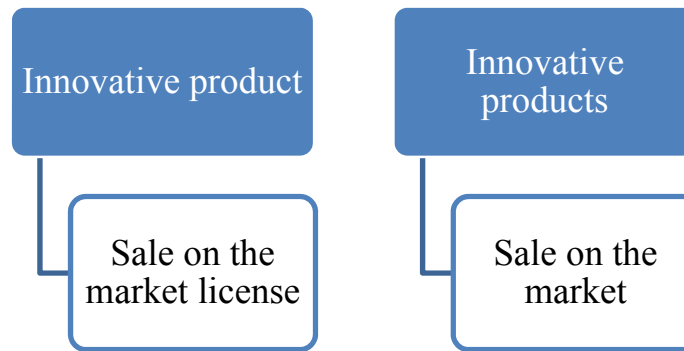 Innovative product
Sale on the
market license
Innovative
products
Sale on the
market